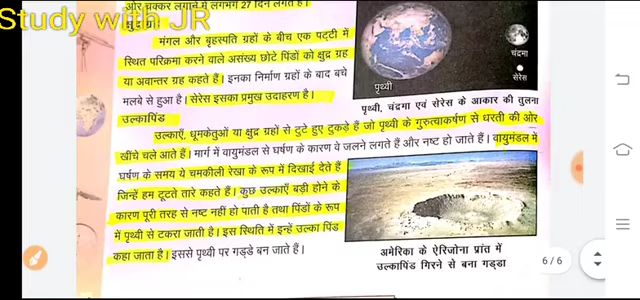 Study with JR
और चक्कर लगाने में लगभग 27 दिन लगते हैं।
मंगल और बृहस्पति ग्रहों के बीच एक पट्टी में
स्थित परिक्रमा करने वाले असंख्य छोटे पिंडों को क्षुद्र ग्रह
या अवान्तर ग्रह कहते हैं। इनका निर्माण ग्रहों के बाद बचे
मलबे से हुआ है। सेरेस इसका प्रमुख उदाहरण है।
उल्कापिंड
उल्काएँ, धूमकेतुओं या क्षुद्र ग्रहों से टुटे हुए टुकड़े हैं जो पृथ्वी के गुरुत्वाकर्षण से धरती की ओर
खींचे चले आते हैं। मार्ग में वायुमंडल से घर्षण के कारण वे जलने लगते हैं और नष्ट हो जाते हैं। वायुमंडल में
घर्षण के समय ये चमकीली रेखा के रूप में दिखाई देते हैं
जिन्हें हम टूटते तारे कहते हैं। कुछ उल्काएँ बड़ी होने के
कारण पूरी तरह से नष्ट नहीं हो पाती है तथा पिंडों के रूप
में पृथ्वी से टकरा जाती है। इस स्थिति में इन्हें उल्का पिंड
कहा जाता है। इससे पृथ्वी पर गड्डे बन जाते हैं।
पृथ्वी
चंद्रमा
सेरेस
पृथ्वी, चंद्रमा एवं सेरेस के आकार की तुलना
अमेरिका के ऐरिजोना प्रांत में
उल्कापिंड गिरने से बना गड्डा
6/6